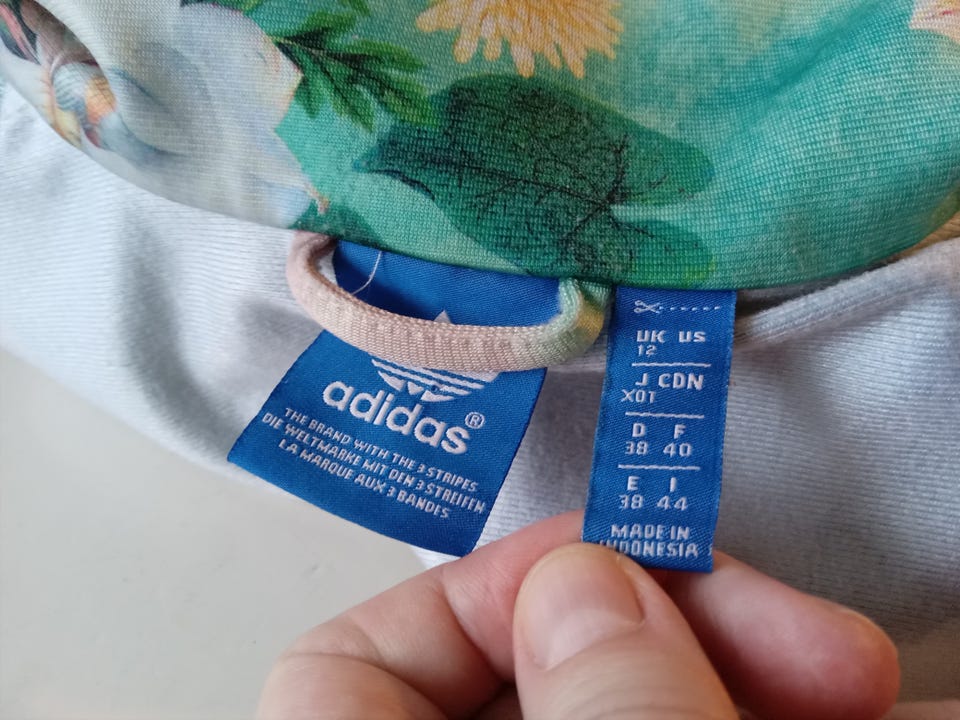 adidas®
THE BRAND WITH THE 3 STRIPES
DIE WELTMARKE MIT DEN 3 STREIFEN
LA MARQUE AUX 3 BANDES
UK US
12
J CDN
XOT
D F
38 40
E I
38 44
MADE IN
INDONESIA